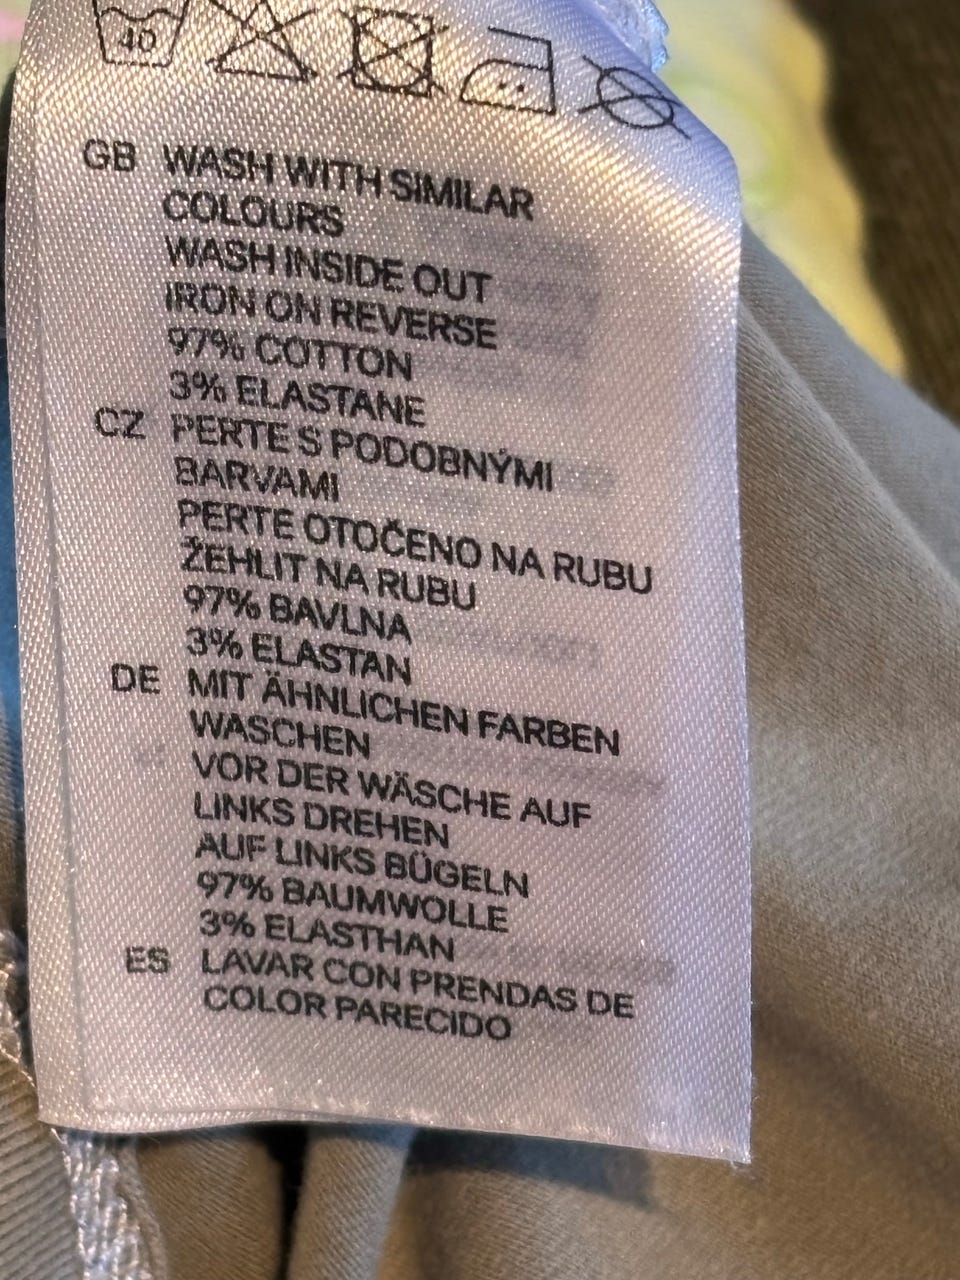 40
GB WASH WITH SIMILAR
COLOURS
WASH INSIDE OUT
IRON ON REVERSE
97% COTTON
3% ELASTANE
CZ PERTE S PODOBNÝMI
BARVAMI
PERTE OTOČENO NA RUBU
ŽEHLIT NA RUBU
97% BAVLNA
3% ELASTAN
DE MIT ÄHNLICHEN FARBEN
WASCHEN
VOR DER WÄSCHE AUF
LINKS DREHEN
AUF LINKS BÜGELN
97% BAUMWOLLE
3% ELASTHAN
ES LAVAR CON PRENDAS DE
COLOR PARECIDO